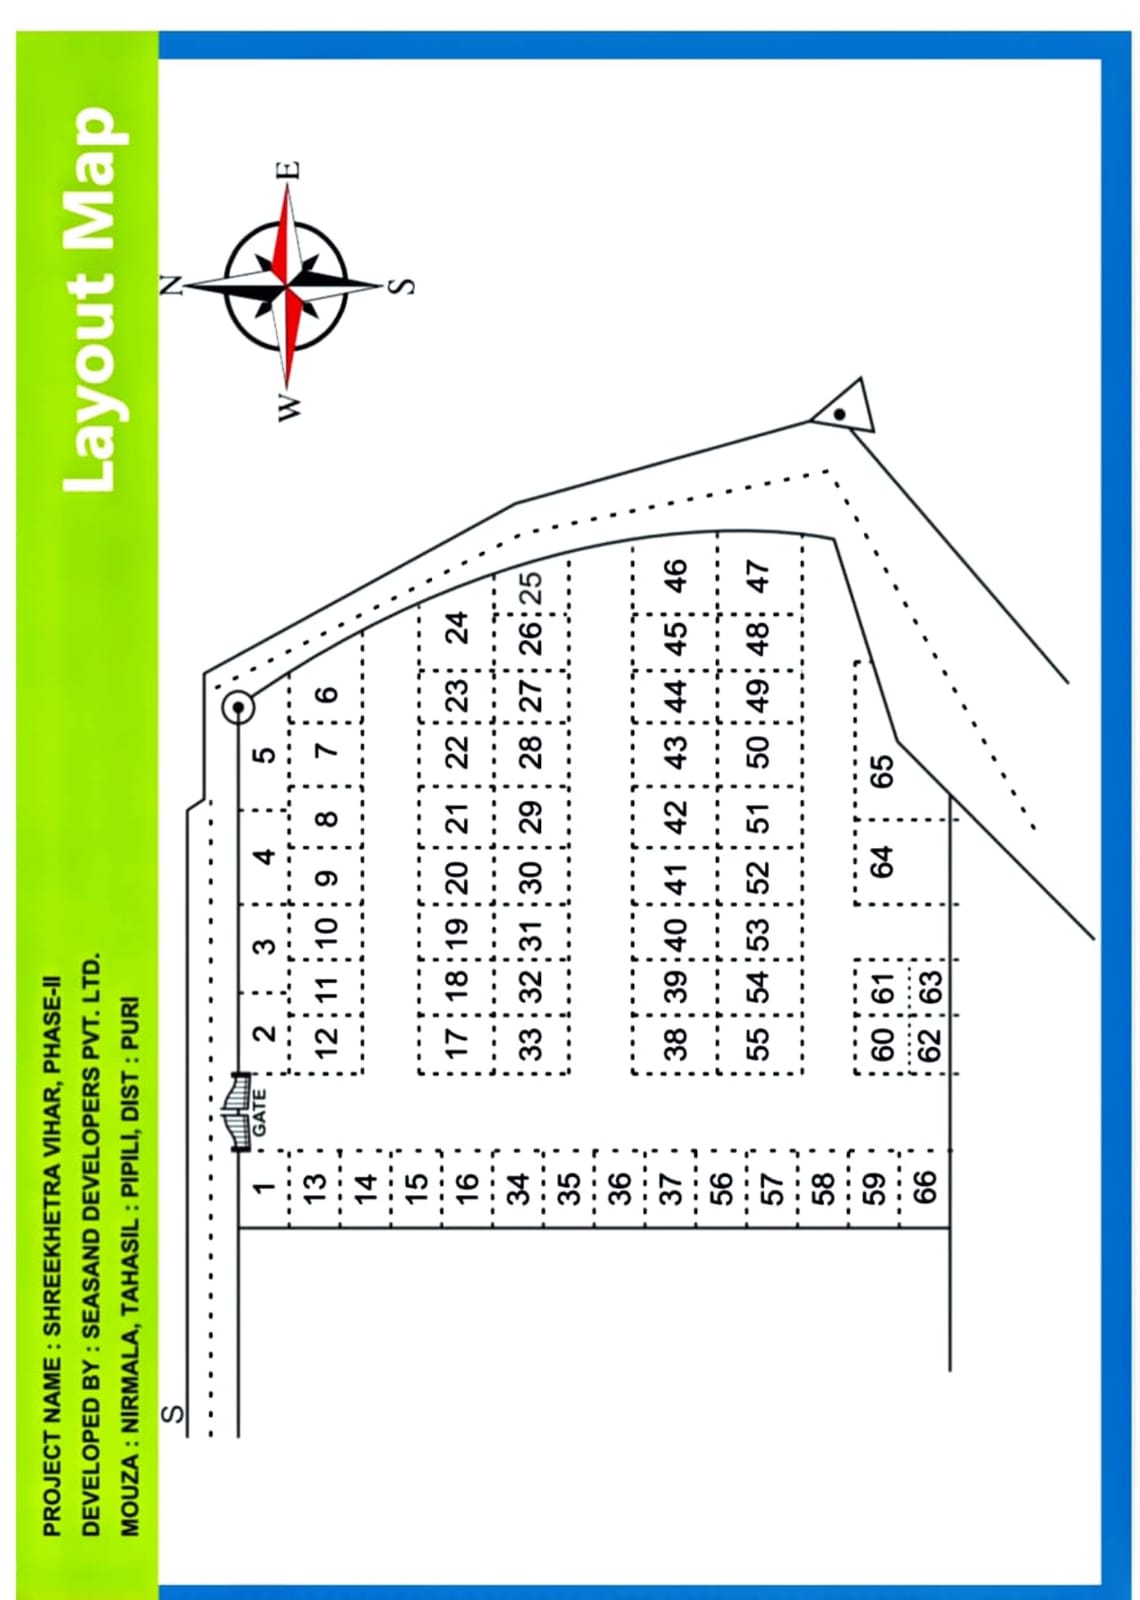 PROJECT NAME : SHREEKHETRA VIHAR, PHASE-II
DEVELOPED BY : SEASAND DEVELOPERS PVT. LTD.
MOUZA : NIRMALA, TAHASIL : PIPILI, DIST : PURI
Layout Map
S
N
W E
S
GATE
1 2 3 4 5
13 12 11 10 9 8 7 6
14
15
16 17 18 19 20 21 22 23 24
34 33 32 31 30 29 28 27 26 25
35
36
37 38 39 40 41 42 43 44 45 46
56
57 55 54 53 52 51 50 49 48 47
58
59 60 61 64 65
66 62 63